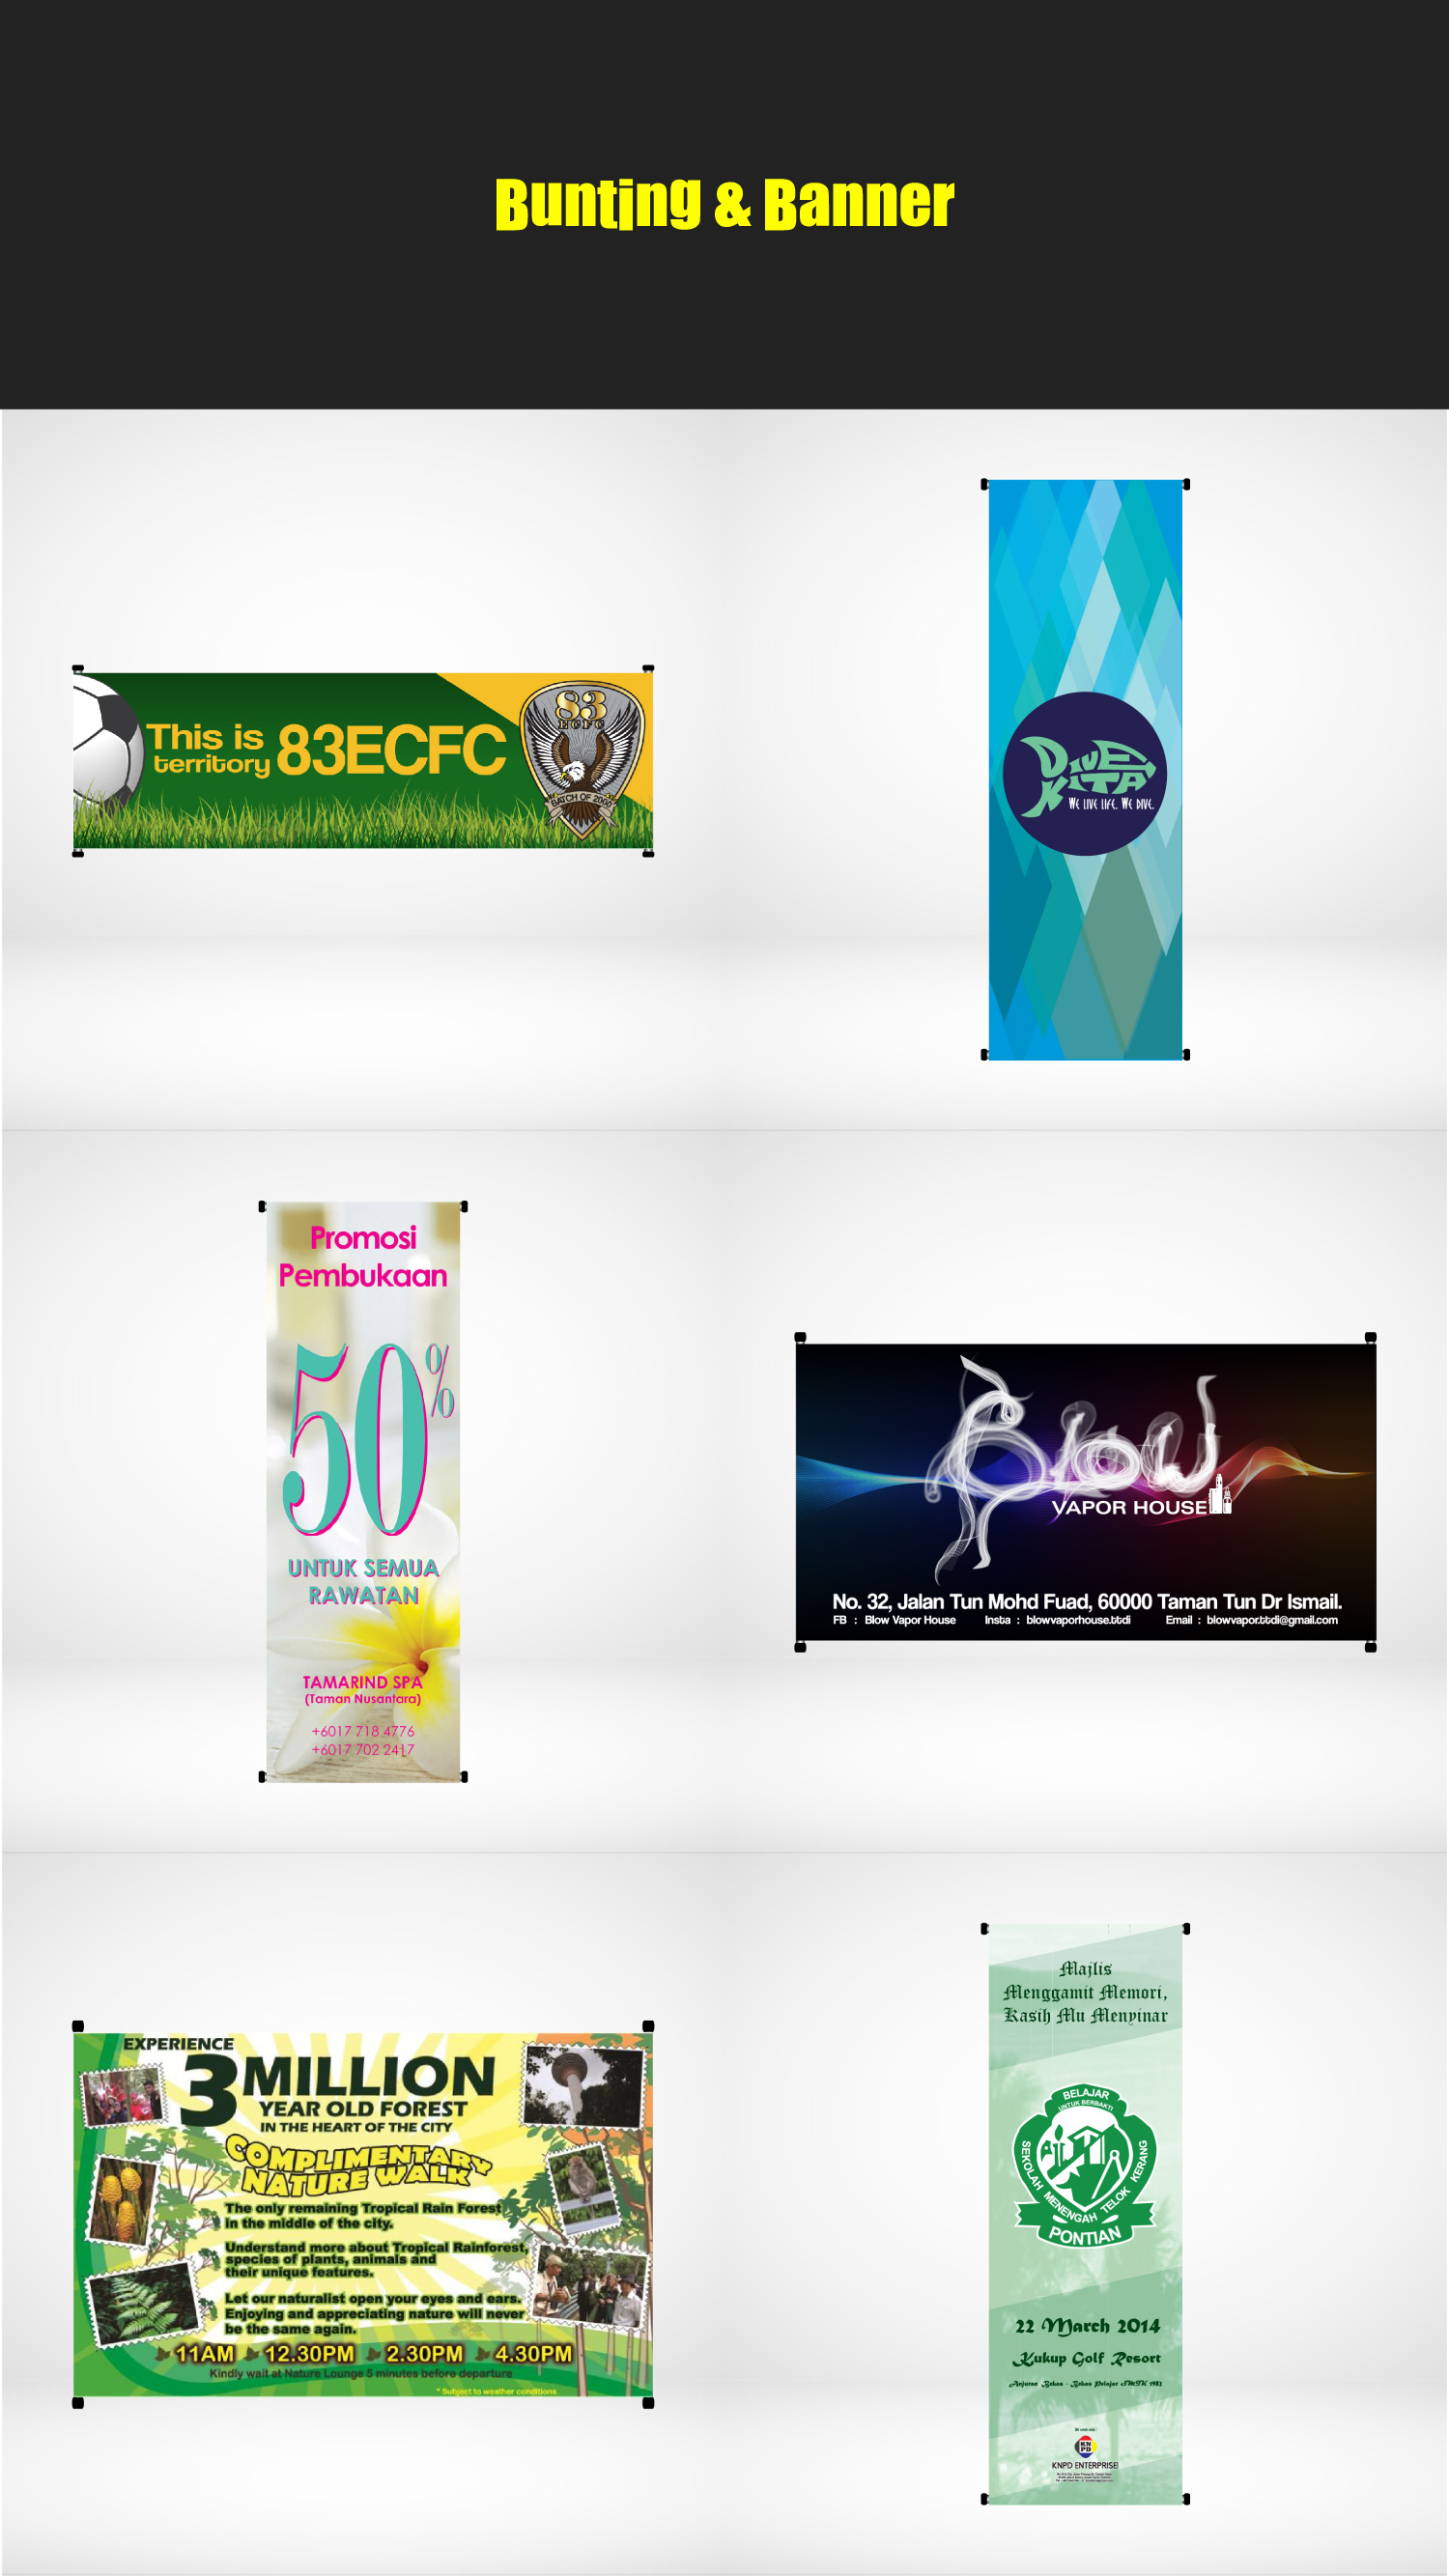 Bunting & Banner
This is
territory
83ECFC
83
ECFC
BATCH OF 2000
DIVE
KITA
WE LIVE LIFE. WE DIVE.
Promosi
Pembukaan
50%
UNTUK SEMUA
RAWATAN
TAMARIND SPA
(Taman Nusantara)
+6017 718 4776
+6017 702 2417
Blow
VAPOR HOUSE
No. 32, Jalan Tun Mohd Fuad, 60000 Taman Tun Dr Ismail.
FB : Blow Vapor House Insta : blowvaporhouse.ttdi Email : blowvapor.ttdi@gmail.com
EXPERIENCE
3 MILLION
YEAR OLD FOREST
IN THE HEART OF THE CITY
COMPLIMENTARY
NATURE WALK
The only remaining Tropical Rain Forest
in the middle of the city.
Understand more about Tropical Rainforest,
species of plants, animals and
their unique features.
Let our naturalist open your eyes and ears.
Enjoying and appreciating nature will never
be the same again.
11AM 12.30PM 2.30PM 4.30PM
Kindly wait at Nature Lounge 5 minutes before departure
* Subject to weather conditions
Majlis
Menggamit Memori,
Kasih Mu Menyinar
BELAJAR
UNTUK BERBAKTI
SEKOLAH MENENGAH TELOK KERANG
PONTIAN
22 March 2014
Kukup Golf Resort
Anjuran Bekas - Bekas Pelajar SMTK 1983
KNPD
KNPD ENTERPRISE